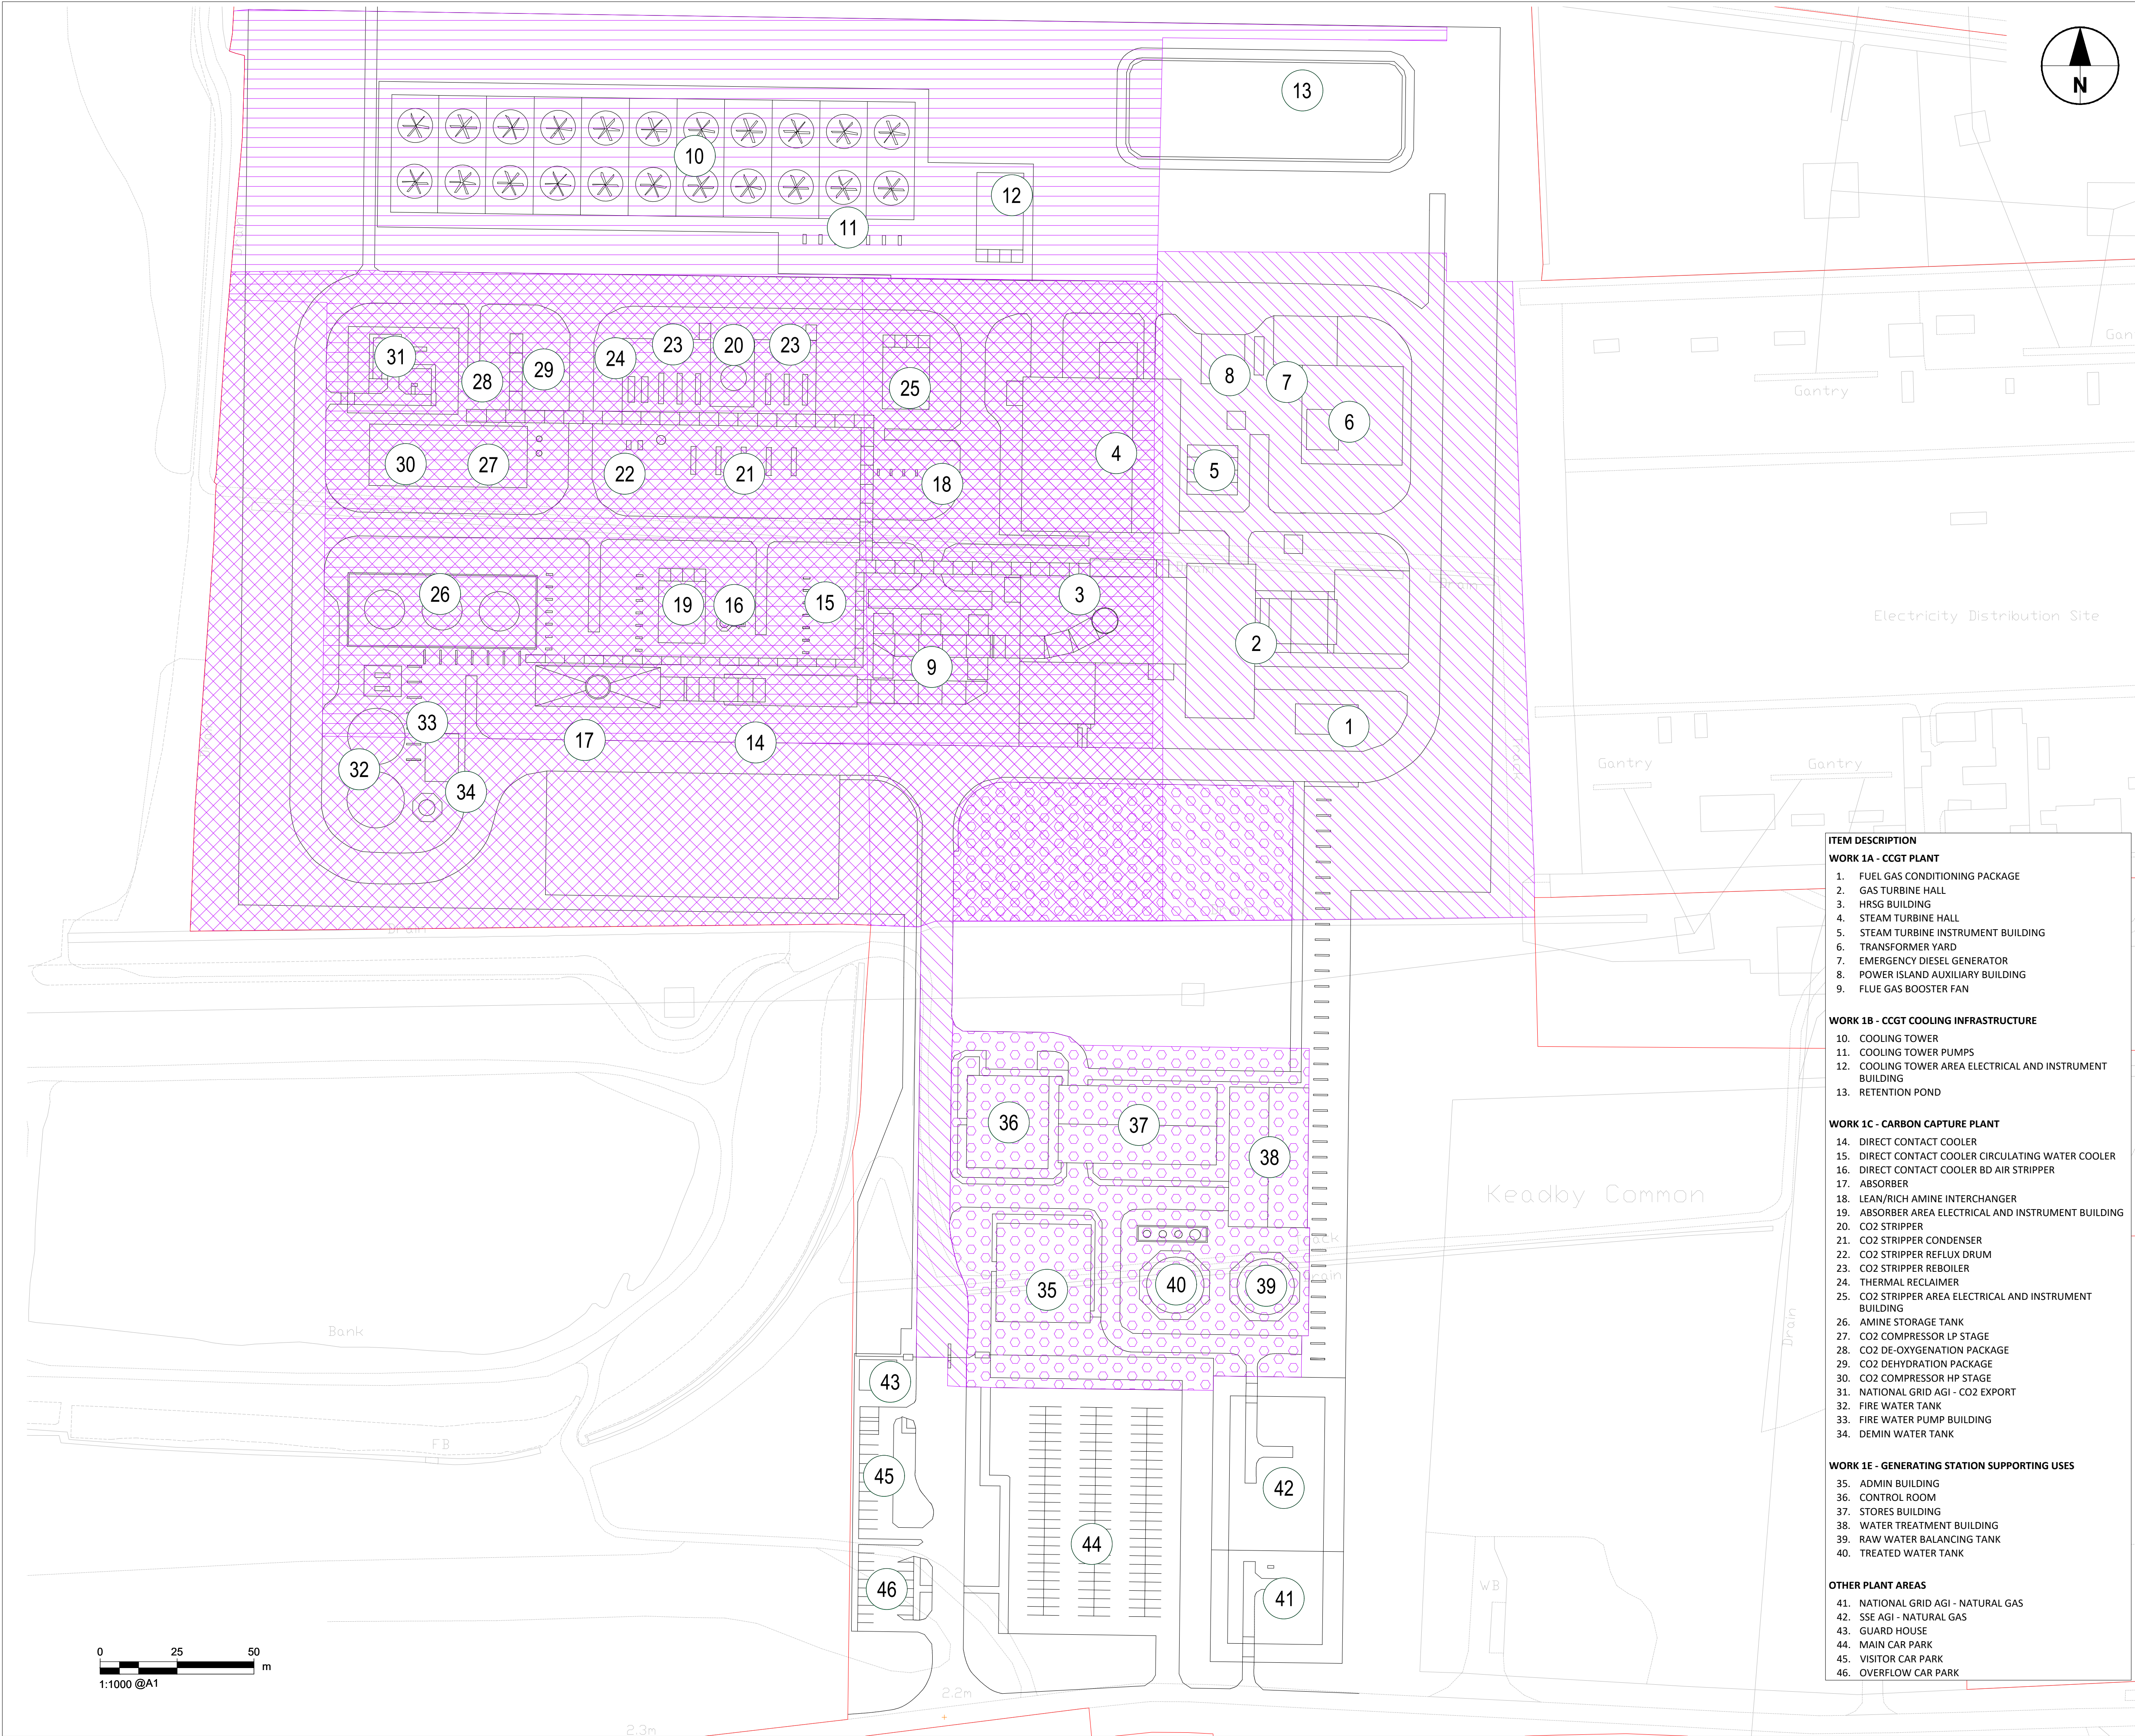 N
13
10
12
11
31
28
29
24
23
20
23
25
8
7
6
4
5
30
27
22
21
18
Gantry
Drain
Electricity Distribution Site
26
19
16
15
3
2
9
1
33
17
14
32
34
Gantry
Gantry
Drain
ITEM DESCRIPTION
WORK 1A - CCGT PLANT
1. FUEL GAS CONDITIONING PACKAGE
2. GAS TURBINE HALL
3. HRSG BUILDING
4. STEAM TURBINE HALL
5. STEAM TURBINE INSTRUMENT BUILDING
6. TRANSFORMER YARD
7. EMERGENCY DIESEL GENERATOR
8. POWER ISLAND AUXILIARY BUILDING
9. FLUE GAS BOOSTER FAN
WORK 1B - CCGT COOLING INFRASTRUCTURE
10. COOLING TOWER
11. COOLING TOWER PUMPS
12. COOLING TOWER AREA ELECTRICAL AND INSTRUMENT
BUILDING
13. RETENTION POND
WORK 1C - CARBON CAPTURE PLANT
14. DIRECT CONTACT COOLER
15. DIRECT CONTACT COOLER CIRCULATING WATER COOLER
16. DIRECT CONTACT COOLER BD AIR STRIPPER
17. ABSORBER
18. LEAN/RICH AMINE INTERCHANGER
19. ABSORBER AREA ELECTRICAL AND INSTRUMENT BUILDING
20. CO2 STRIPPER
21. CO2 STRIPPER CONDENSER
22. CO2 STRIPPER REFLUX DRUM
23. CO2 STRIPPER REBOILER
24. THERMAL RECLAIMER
25. CO2 STRIPPER AREA ELECTRICAL AND INSTRUMENT
BUILDING
26. AMINE STORAGE TANK
27. CO2 COMPRESSOR LP STAGE
28. CO2 DE-OXYGENATION PACKAGE
29. CO2 DEHYDRATION PACKAGE
30. CO2 COMPRESSOR HP STAGE
31. NATIONAL GRID AGI - CO2 EXPORT
32. FIRE WATER TANK
33. FIRE WATER PUMP BUILDING
34. DEMIN WATER TANK
WORK 1E - GENERATING STATION SUPPORTING USES
35. ADMIN BUILDING
36. CONTROL ROOM
37. STORES BUILDING
38. WATER TREATMENT BUILDING
39. RAW WATER BALANCING TANK
40. TREATED WATER TANK
OTHER PLANT AREAS
41. NATIONAL GRID AGI - NATURAL GAS
42. SSE AGI - NATURAL GAS
43. GUARD HOUSE
44. MAIN CAR PARK
45. VISITOR CAR PARK
46. OVERFLOW CAR PARK
36
37
38
Keadby Common
35
40
39
Drain
Bank
43
FB
45
42
44
46
41
WB
2.2m
2.3m
0 25 50
m
1:1000 @A1